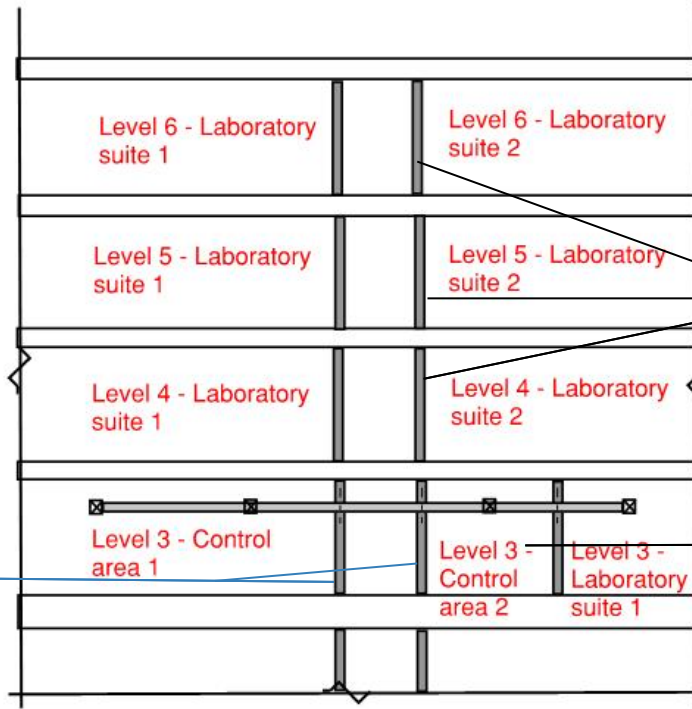 Level 6 - Laboratory
suite 1
Level 6 - Laboratory
suite 2
Level 5 - Laboratory
suite 1
Level 5 - Laboratory
suite 2
Level 4 - Laboratory
suite 1
Level 4 - Laboratory
suite 2
Level 3 - Control
area 1
Level 3 -
Control
area 2
Level 3 -
Laboratory
suite 1